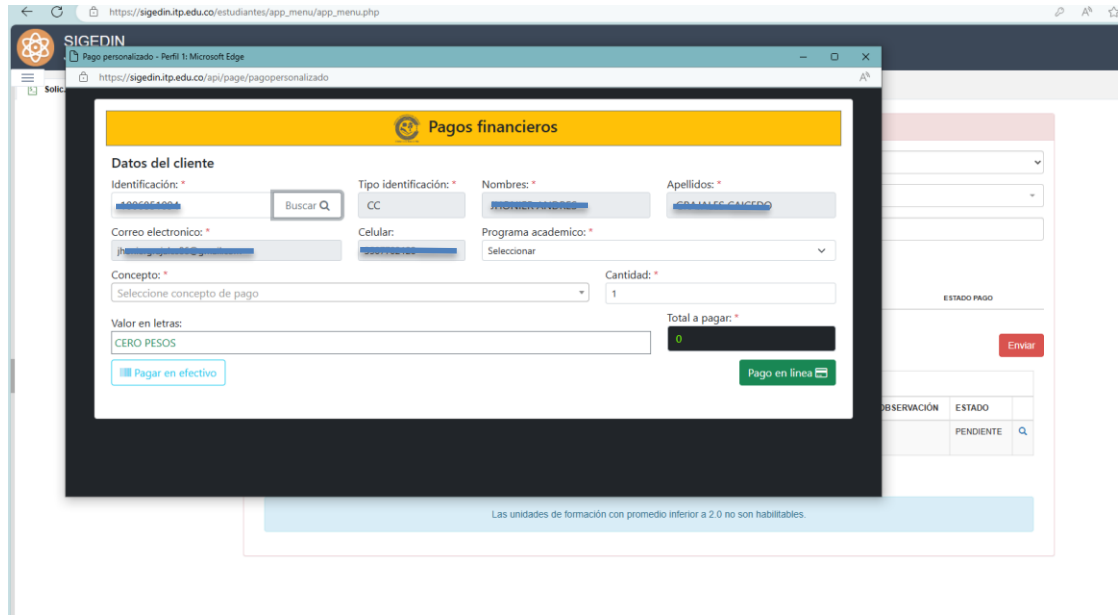 https://sigedin.itp.edu.co/estudiantes/app_menu/app_menu.php
SIGEDIN
Pago personalizado - Perfil 1: Microsoft Edge
https://sigedin.itp.edu.co/api/page/pagopersonalizado
Solic
Pagos financieros
Datos del cliente
Identificación: * Tipo identificación: * Nombres: * Apellidos: *
Buscar CC
Correo electronico: * Celular: Programa academico: *
Seleccionar
Concepto: * Cantidad: *
Seleccione concepto de pago 1
ESTADO PAGO
Valor en letras: Total a pagar: *
CERO PESOS 0
Enviar
Pagar en efectivo Pago en línea
OBSERVACIÓN ESTADO
PENDIENTE
Las unidades de formación con promedio inferior a 2.0 no son habilitables.